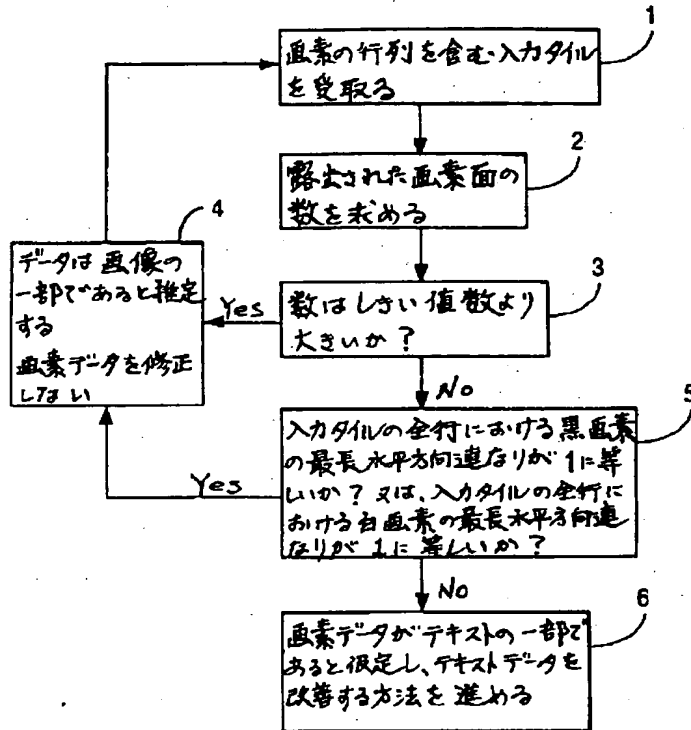 1
画素の行列を含む入力タイル
を受取る
2
露出された画素面の
数を求める
4
データは画像の
一部であると推定
する
画素データを修正
しない
Yes
3
数はしきい値数より
大きいか?
No
5
入力タイルの全行における黒画素
の最長水平方向連なりが1に等し
いか?又は、入力タイルの全行に
おける白画素の最長水平方向連
なりが1に等しいか?
Yes
No
6
画素データがテキストの一部で
あると仮定し、テキストデータを
改善する方法を進める